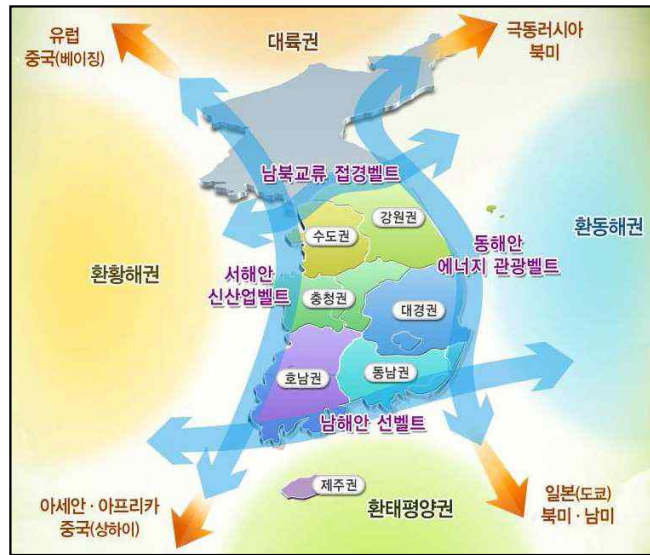 유럽
중국(베이징)
대륙권
극동러시아
북미
남북교류 접경벨트
강원권
수도권
환동해권
동해안
에너지 관광벨트
환황해권
서해안
신산업벨트
충청권
대경권
호남권
동남권
남해안 선벨트
제주권
아세안·아프리카
중국(상하이)
환태평양권
일본(도쿄)
북미·남미